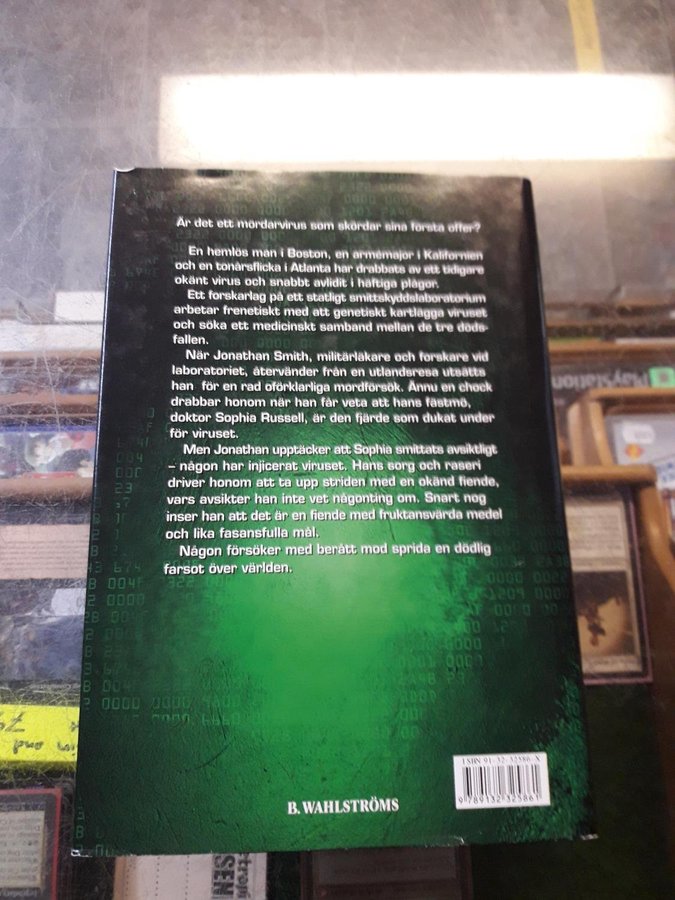 Är det ett mördarvirus som skördar sina första offer?
En hemlös man i Boston, en armémajor i Kalifornien
och en tonårsflicka i Atlanta har drabbats av ett tidigare
okänt virus och snabbt avlidit i häftiga plågor.
Ett forskarlag på ett statligt smittskyddslaboratorium
arbetar frenetiskt med att genetiskt kartlägga viruset
och söka ett medicinskt samband mellan de tre döds-
fallen.
När Jonathan Smith, militärläkare och forskare vid
laboratoriet, återvänder från en utlandsresa utsätts
han för en rad oförklarliga mordförsök. Ännu en chock
drabbar honom när han får veta att hans fästmö,
doktor Sophia Russell, är den fjärde som dukat under
för viruset.
Men Jonathan upptäcker att Sophia smittats avsiktligt
– någon har injicerat viruset. Hans sorg och raseri
driver honom att ta upp striden med en okänd fiende,
vars avsikter han inte vet någonting om. Snart nog
inser han att det är en fiende med fruktansvärda medel
och lika fasansfulla mål.
Någon försöker med berått mod sprida en dödlig
farsot över världen.
ISBN 91-32-32586-X
9 789132 325861
B. WAHLSTRÖMS
PlayStation